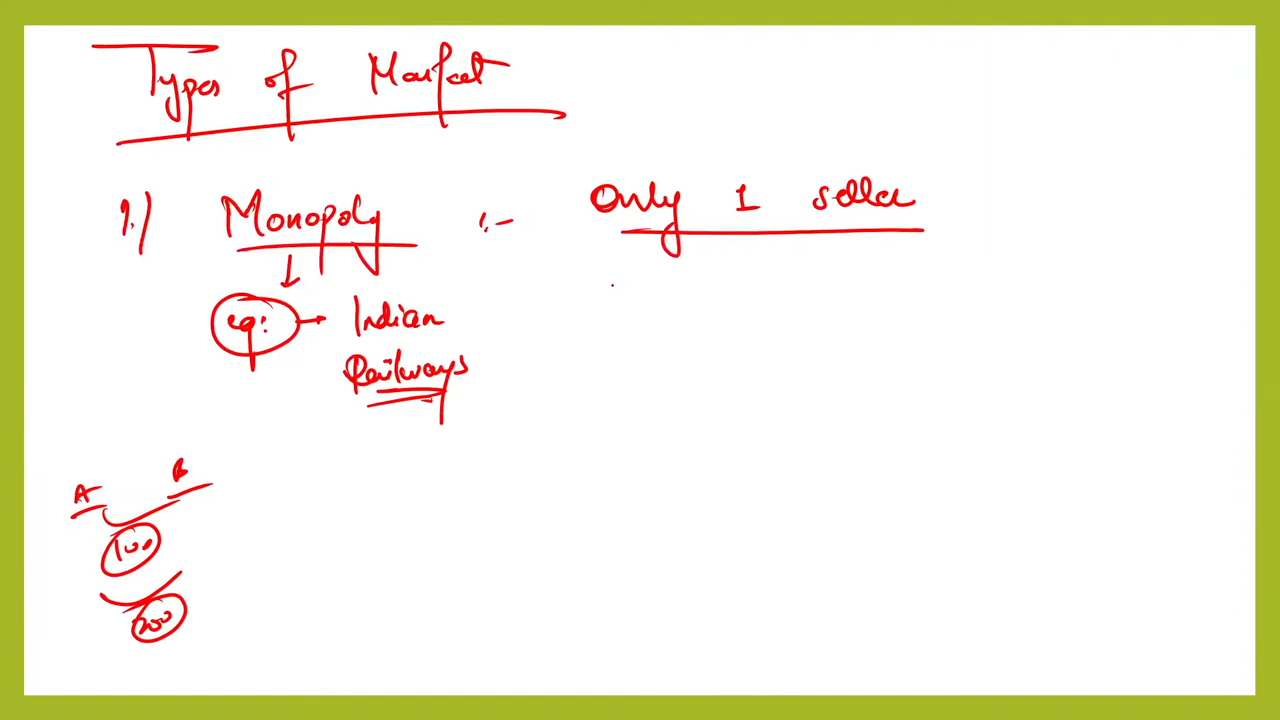 Types of Market
1.) Monopoly :- Only 1 seller
eg: → Indian
Railways
A B
100
200